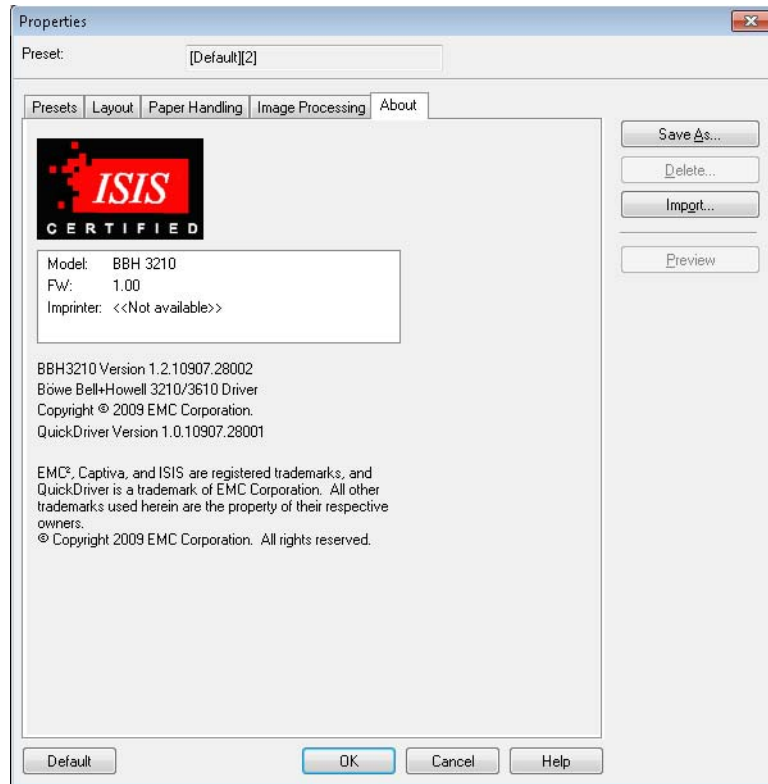 Properties
Preset:
[Default][2]
Presets
Layout
Paper Handling
Image Processing
About
Save As...
Delete...
Import...
Preview
ISIS
CERTIFIED
Model: BBH 3210
FW: 1.00
Imprinter: <<Not available>>
BBH3210 Version 1.2.10907.28002
Böwe Bell+Howell 3210/3610 Driver
Copyright © 2009 EMC Corporation.
QuickDriver Version 1.0.10907.28001
EMC², Captiva, and ISIS are registered trademarks, and
QuickDriver is a trademark of EMC Corporation. All other
trademarks used herein are the property of their respective
owners.
© Copyright 2009 EMC Corporation. All rights reserved.
Default
OK
Cancel
Help